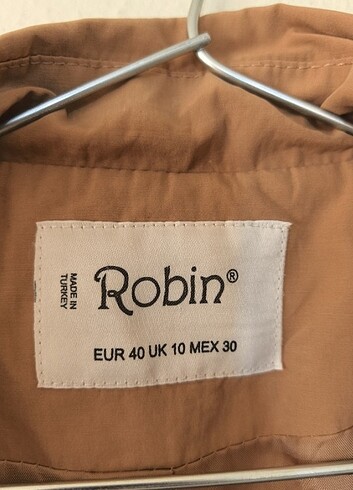 MADE IN
TURKEY
Robin®
EUR 40 UK 10 MEX 30